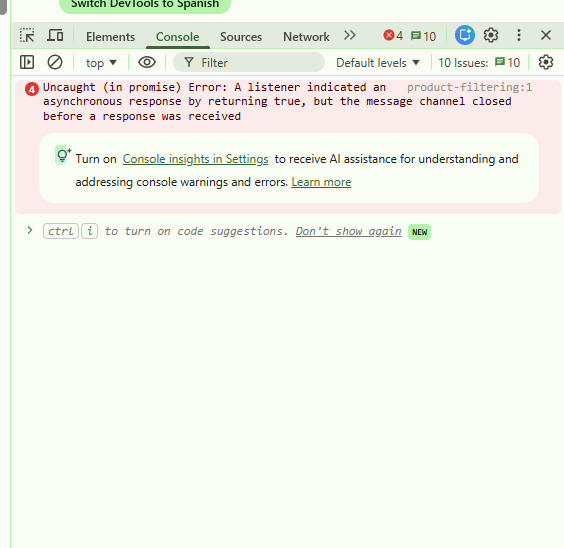 Switch DevTools to Spanish
Elements Console Sources Network 4 10
top Filter Default levels 10 Issues: 10
4 Uncaught (in promise) Error: A listener indicated an product-filtering:1
asynchronous response by returning true, but the message channel closed
before a response was received
Turn on Console insights in Settings to receive AI assistance for understanding and
addressing console warnings and errors. Learn more
ctrl i to turn on code suggestions. Don't show again NEW